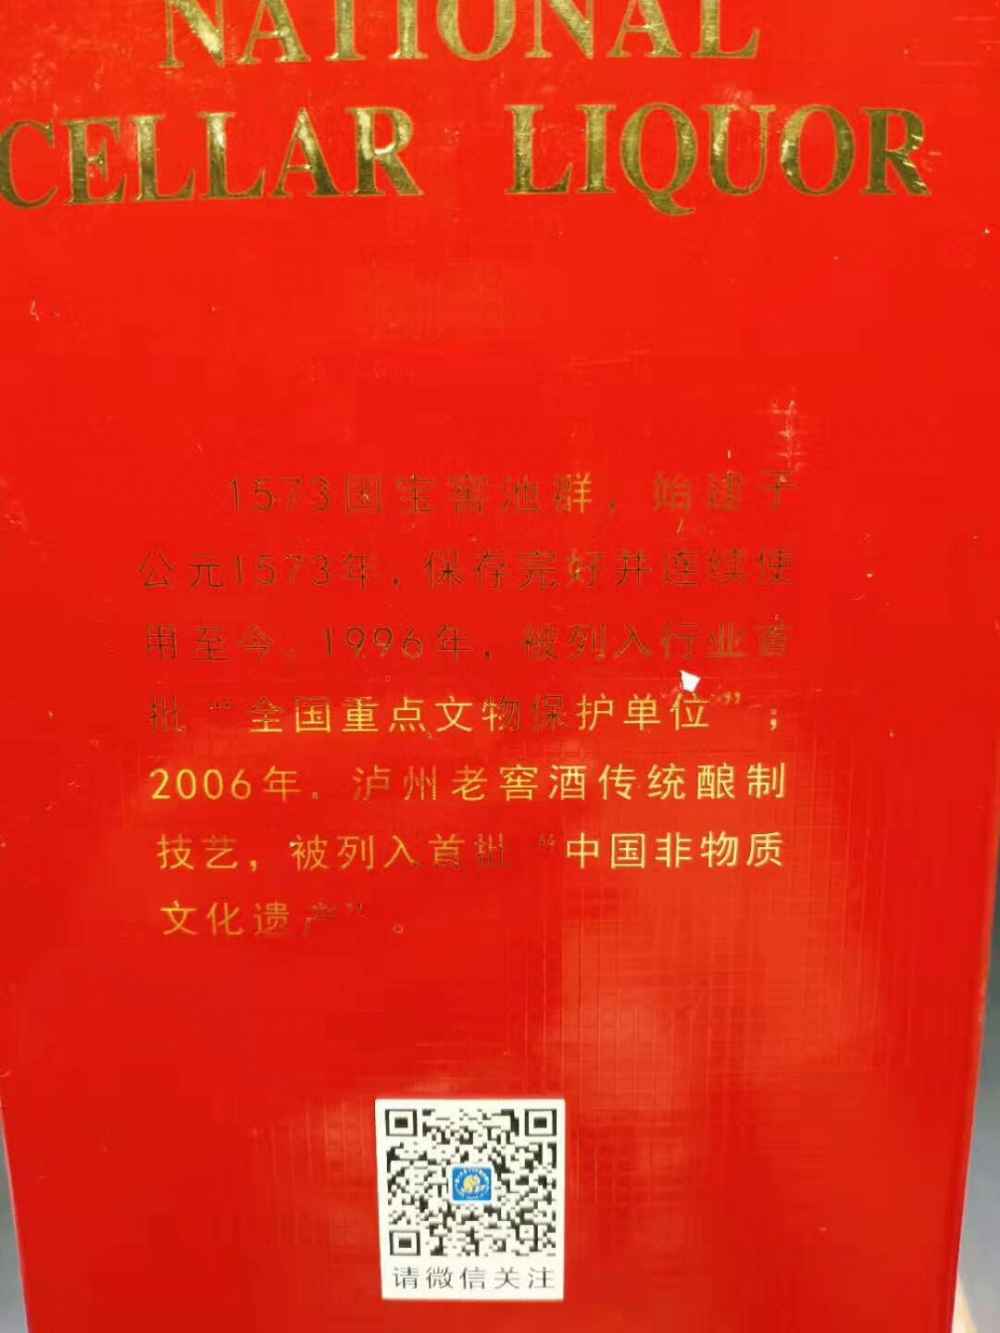 NATIONAL
CELLAR LIQUOR
1573国宝窖池群，始建于
公元1573年，保存完好并连续使
用至今。1996年，被列入行业首
批“全国重点文物保护单位”；
2006年，泸州老窖酒传统酿制
技艺，被列入首批“中国非物质
文化遗产”。
请微信关注